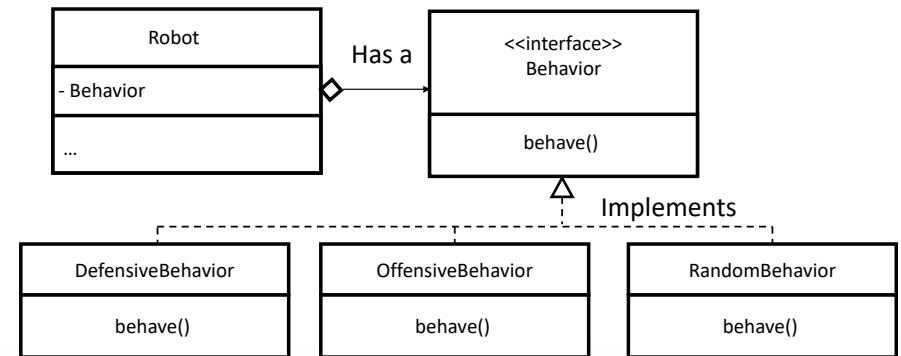 Robot
- Behavior
...
Has a
<<interface>>
Behavior
behave()
Implements
DefensiveBehavior
behave()
OffensiveBehavior
behave()
RandomBehavior
behave()